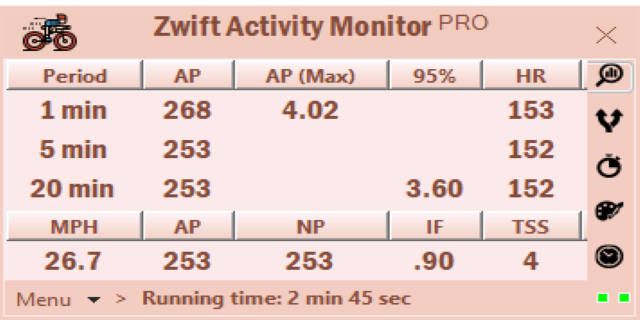 Zwift Activity Monitor PRO
Period AP AP (Max) 95% HR
1 min 268 4.02 153
5 min 253 152
20 min 253 3.60 152
MPH AP NP IF TSS
26.7 253 253 .90 4
Menu > Running time: 2 min 45 sec